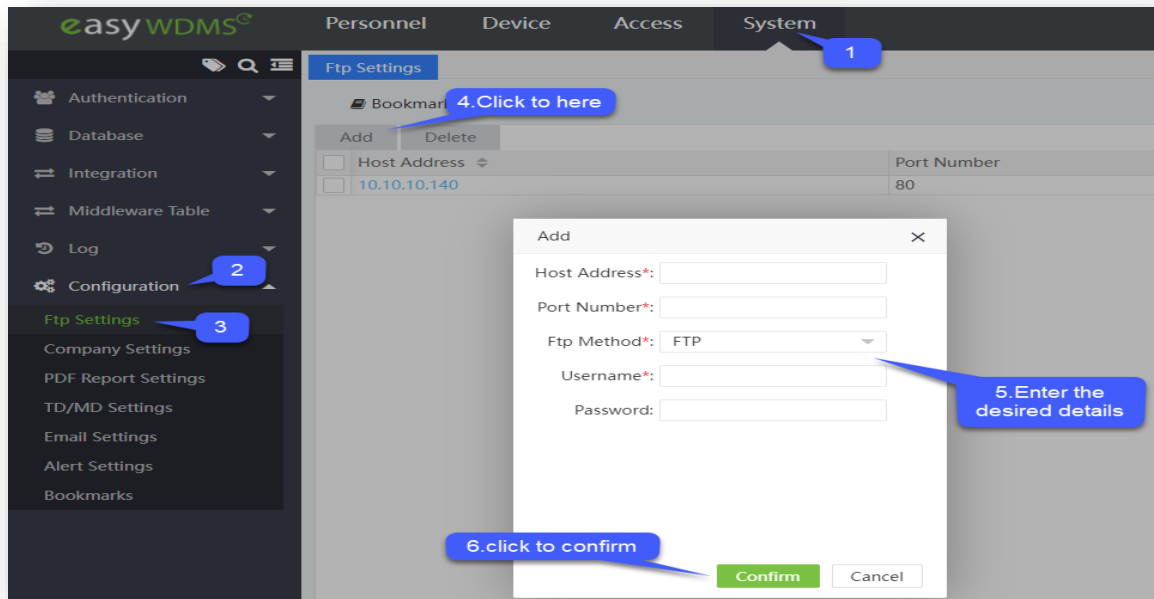 easy WDMS
Personnel Device Access System
1
Ftp Settings
Authentication
Bookmar
4.Click to here
Database
Add Delete
Host Address Port Number
Integration
10.10.10.140 80
Middleware Table
Add
Log
2
Host Address*:
Configuration
Port Number*:
Ftp Settings
3
Ftp Method*: FTP
Company Settings
Username*:
PDF Report Settings
5.Enter the
desired details
TD/MD Settings
Password:
Email Settings
Alert Settings
Bookmarks
6.click to confirm
Confirm Cancel